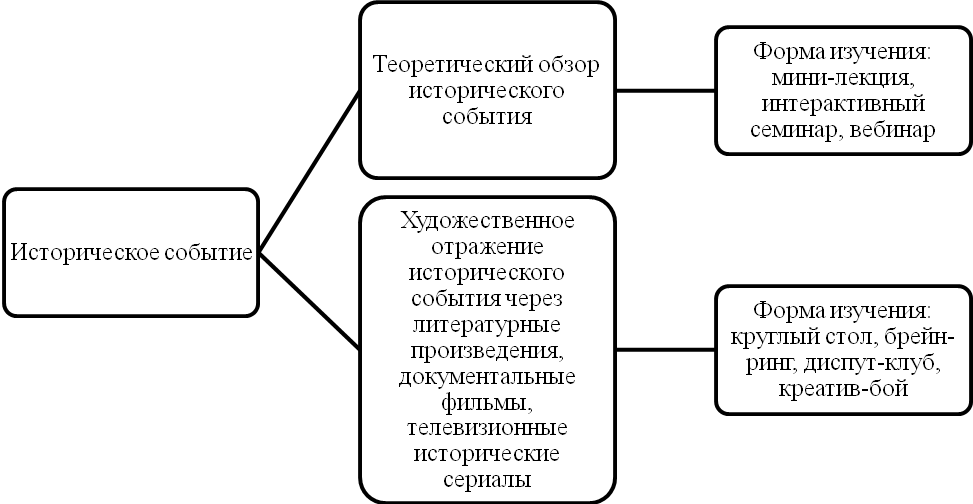 Историческое событие
Теоретический обзор
исторического
события
Форма изучения:
мини-лекция,
интерактивный
семинар, вебинар
Художественное
отражение
исторического
события через
литературные
произведения,
документальные
фильмы,
телевизионные
исторические
сериалы
Форма изучения:
круглый стол, брейн-
ринг, диспут-клуб,
креатив-бой